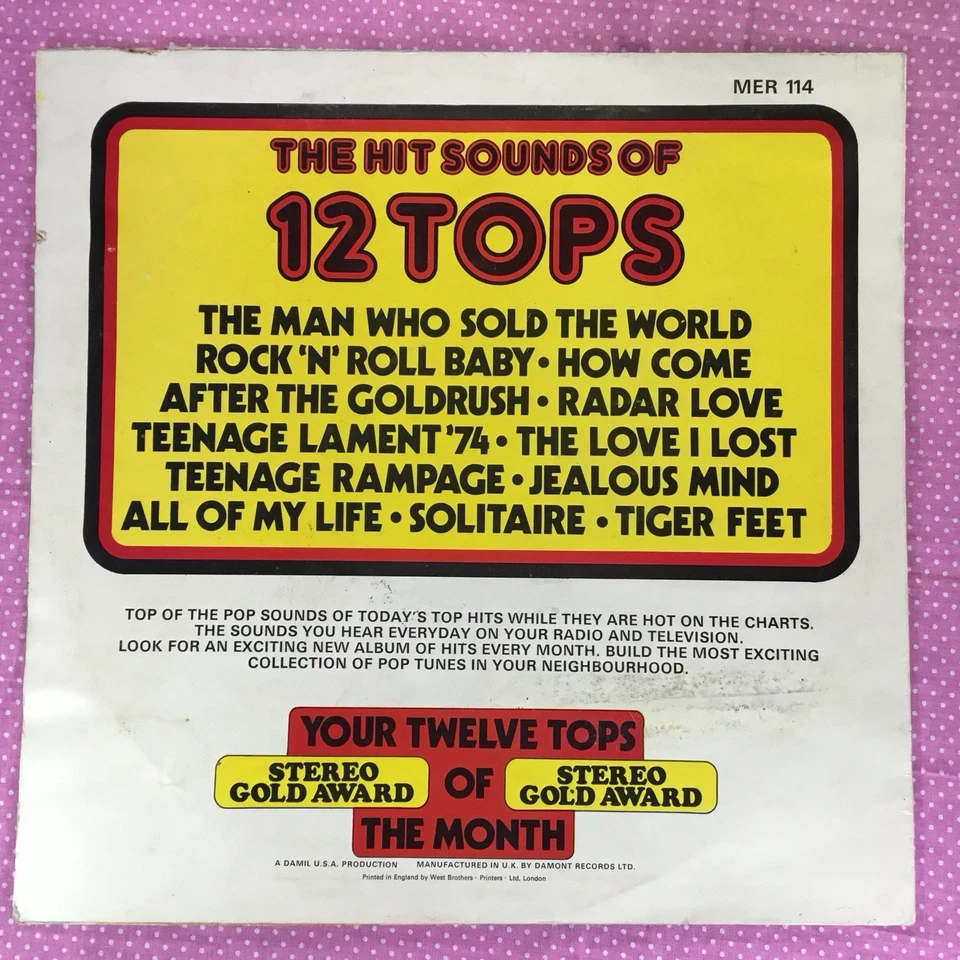 MER 114
THE HIT SOUNDS OF
12 TOPS
THE MAN WHO SOLD THE WORLD
ROCK 'N' ROLL BABY • HOW COME
AFTER THE GOLDRUSH • RADAR LOVE
TEENAGE LAMENT '74 • THE LOVE I LOST
TEENAGE RAMPAGE • JEALOUS MIND
ALL OF MY LIFE • SOLITAIRE • TIGER FEET
TOP OF THE POP SOUNDS OF TODAY'S TOP HITS WHILE THEY ARE HOT ON THE CHARTS.
THE SOUNDS YOU HEAR EVERYDAY ON YOUR RADIO AND TELEVISION.
LOOK FOR AN EXCITING NEW ALBUM OF HITS EVERY MONTH. BUILD THE MOST EXCITING
COLLECTION OF POP TUNES IN YOUR NEIGHBOURHOOD.
YOUR TWELVE TOPS
STEREO
GOLD AWARD
OF
STEREO
GOLD AWARD
THE MONTH
A DAMIL U.S.A. PRODUCTION MANUFACTURED IN U.K. BY DAMONT RECORDS LTD.
Printed in England by West Brothers · Printers · Ltd, London